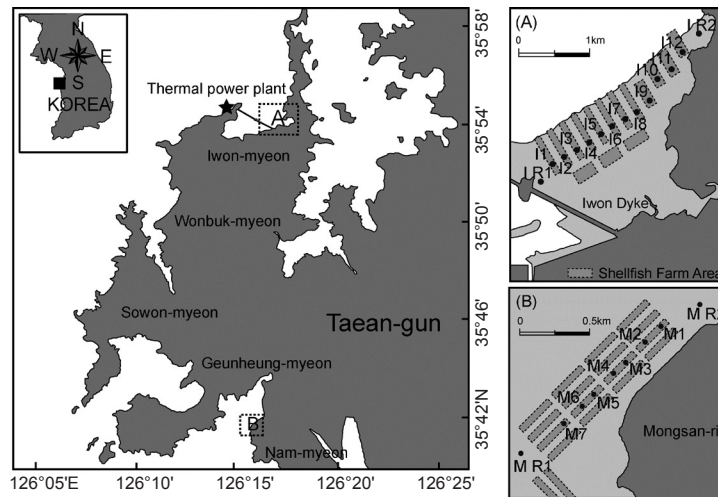 N
W E
S
KOREA
Thermal power plant
A
Iwon-myeon
Wonbuk-myeon
Sowon-myeon
Taean-gun
Geunheung-myeon
B
Nam-myeon
35°58'
35°54'
35°50'
35°46'
35°42'N
126°05'E
126°10'
126°15'
126°20'
126°25'
(A)
0 1km
I R2
I12
I11
I10
I9
I8
I5
I6
I3
I4
I1
I2
I R1
Iwon Dyke
Shellfish Farm Area
(B)
0 0.5km
M R2
M1
M2
M3
M4
M5
M6
M7
M R1
Mongsan-ri